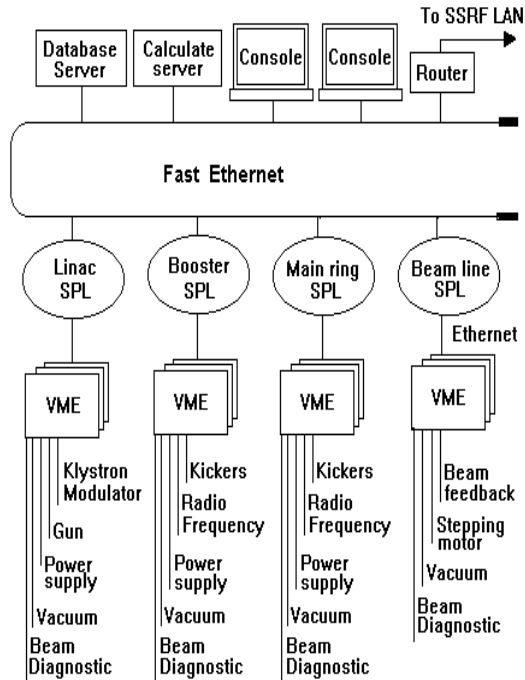 To SSRF LAN
Database
Server
Calculate
server
Console
Console
Router
Fast Ethernet
Linac
SPL
Booster
SPL
Main ring
SPL
Beam line
SPL
Ethernet
VME
VME
VME
VME
Klystron
Modulator
Gun
Power
supply
Vacuum
Beam
Diagnostic
Kickers
Radio
Frequency
Power
supply
Vacuum
Beam
Diagnostic
Kickers
Radio
Frequency
Power
supply
Vacuum
Beam
Diagnostic
Beam
feedback
Stepping
motor
Vacuum
Beam
Diagnostic